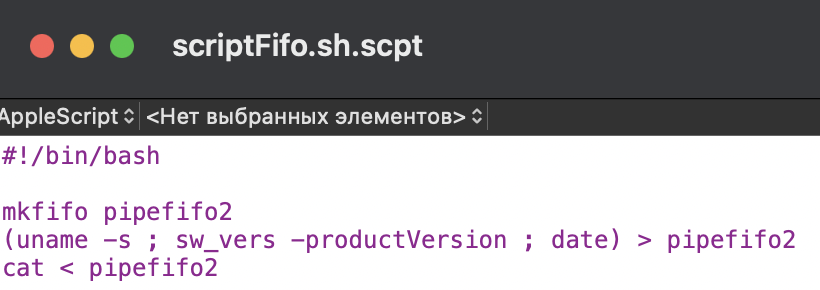 scriptFifo.sh.scpt
AppleScript <Нет выбранных элементов>
#!/bin/bash
mkfifo pipefifo2
(uname -s ; sw_vers -productVersion ; date) > pipefifo2
cat < pipefifo2